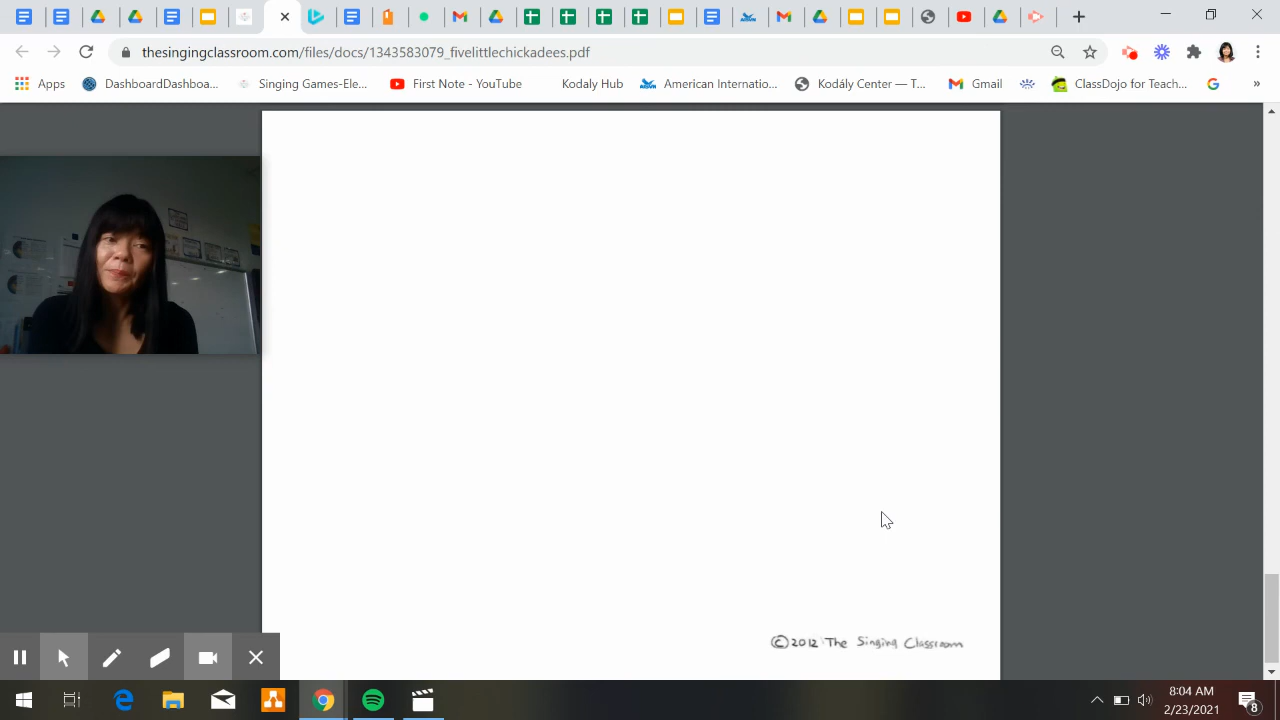 thesingingclassroom.com/files/docs/1343583079_fivelittlechickadees.pdf
Apps DashboardDashboa... Singing Games-Ele... First Note - YouTube Kodaly Hub American Internatio... Kodály Center — T... Gmail ClassDojo for Teach... »
©2012 The Singing Classroom
8:04 AM
2/23/2021
8